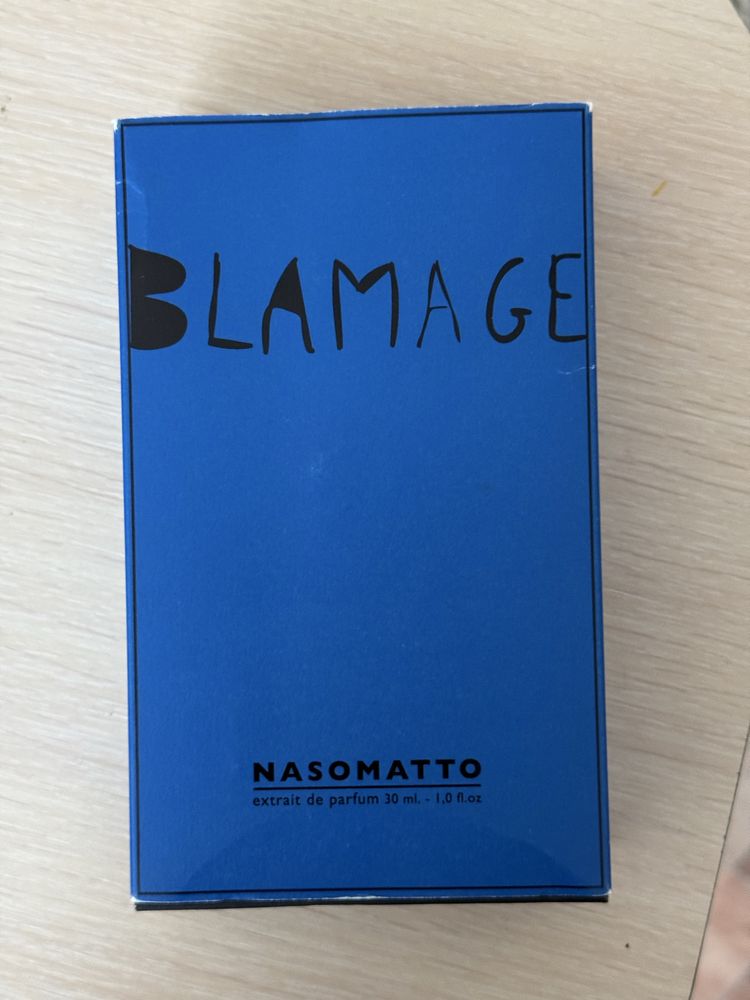 BLAMAGE
NASOMATTO
extrait de parfum 30 ml. - 1,0 fl.oz